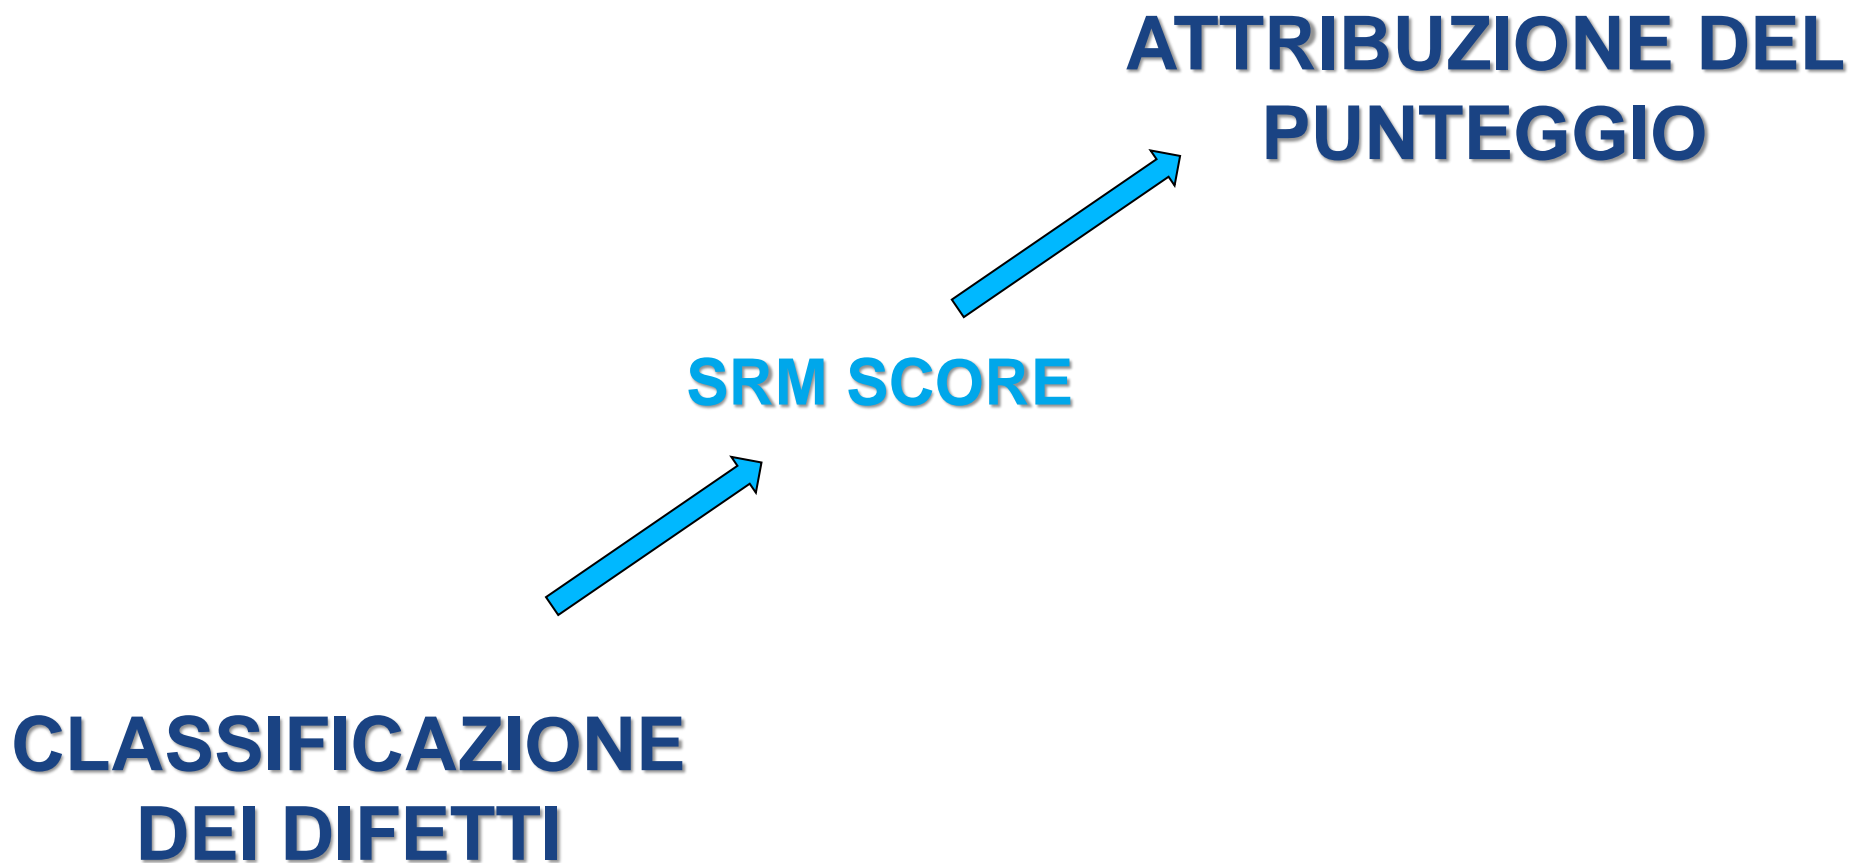 ATTRIBUZIONE DEL
PUNTEGGIO
SRM SCORE
CLASSIFICAZIONE
DEI DIFETTI